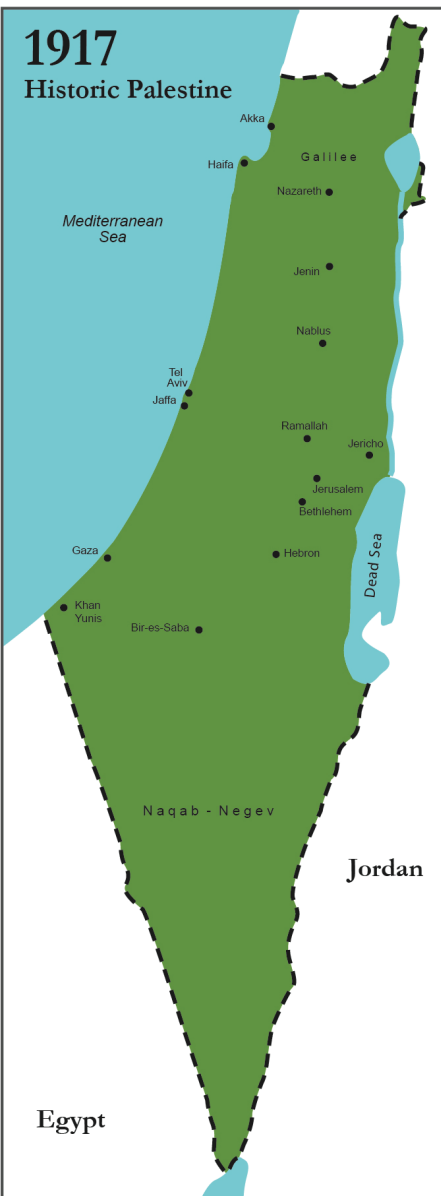 1917
Historic Palestine
Akka
Haifa
Galilee
Nazareth
Mediterranean
Sea
Jenin
Nablus
Tel
Aviv
Jaffa
Ramallah
Jericho
Jerusalem
Bethlehem
Gaza
Hebron
Dead Sea
Khan
Yunis
Bir-es-Saba
Naqab - Negev
Jordan
Egypt